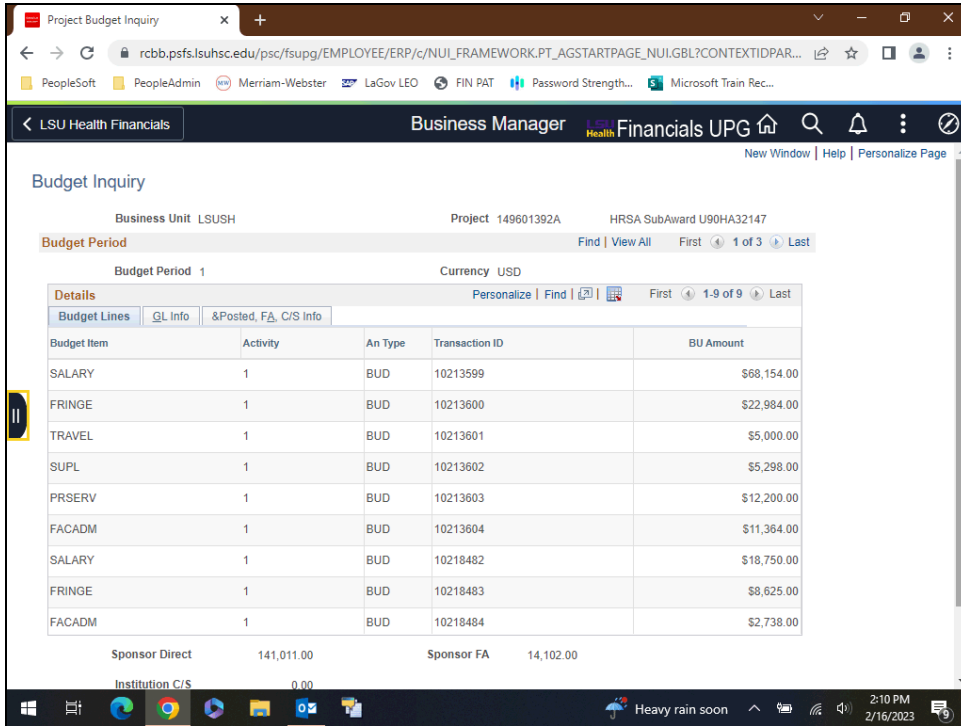 Project Budget Inquiry
rcbb.psfs.lsuhsc.edu/psc/fsupg/EMPLOYEE/ERP/c/NUI_FRAMEWORK.PT_AGSTARTPAGE_NUI.GBL?CONTEXTIDPAR...
PeopleSoft PeopleAdmin MW Merriam-Webster SAP LaGov LEO FIN PAT Password Strength... S Microsoft Train Rec...
LSU Health Financials Business Manager LSU Health Financials UPG
New Window | Help | Personalize Page
Budget Inquiry
Business Unit LSUSH Project 149601392A HRSA SubAward U90HA32147
Budget Period Find | View All First 1 of 3 Last
Budget Period 1 Currency USD
Details Personalize | Find | First 1-9 of 9 Last
Budget Lines GL Info &Posted, FA, C/S Info
Budget Item Activity An Type Transaction ID BU Amount
SALARY 1 BUD 10213599 $68,154.00
FRINGE 1 BUD 10213600 $22,984.00
TRAVEL 1 BUD 10213601 $5,000.00
SUPL 1 BUD 10213602 $5,298.00
PRSERV 1 BUD 10213603 $12,200.00
FACADM 1 BUD 10213604 $11,364.00
SALARY 1 BUD 10218482 $18,750.00
FRINGE 1 BUD 10218483 $8,625.00
FACADM 1 BUD 10218484 $2,738.00
Sponsor Direct 141,011.00 Sponsor FA 14,102.00
Institution C/S 0.00
Heavy rain soon 2:10 PM
2/16/2023 9